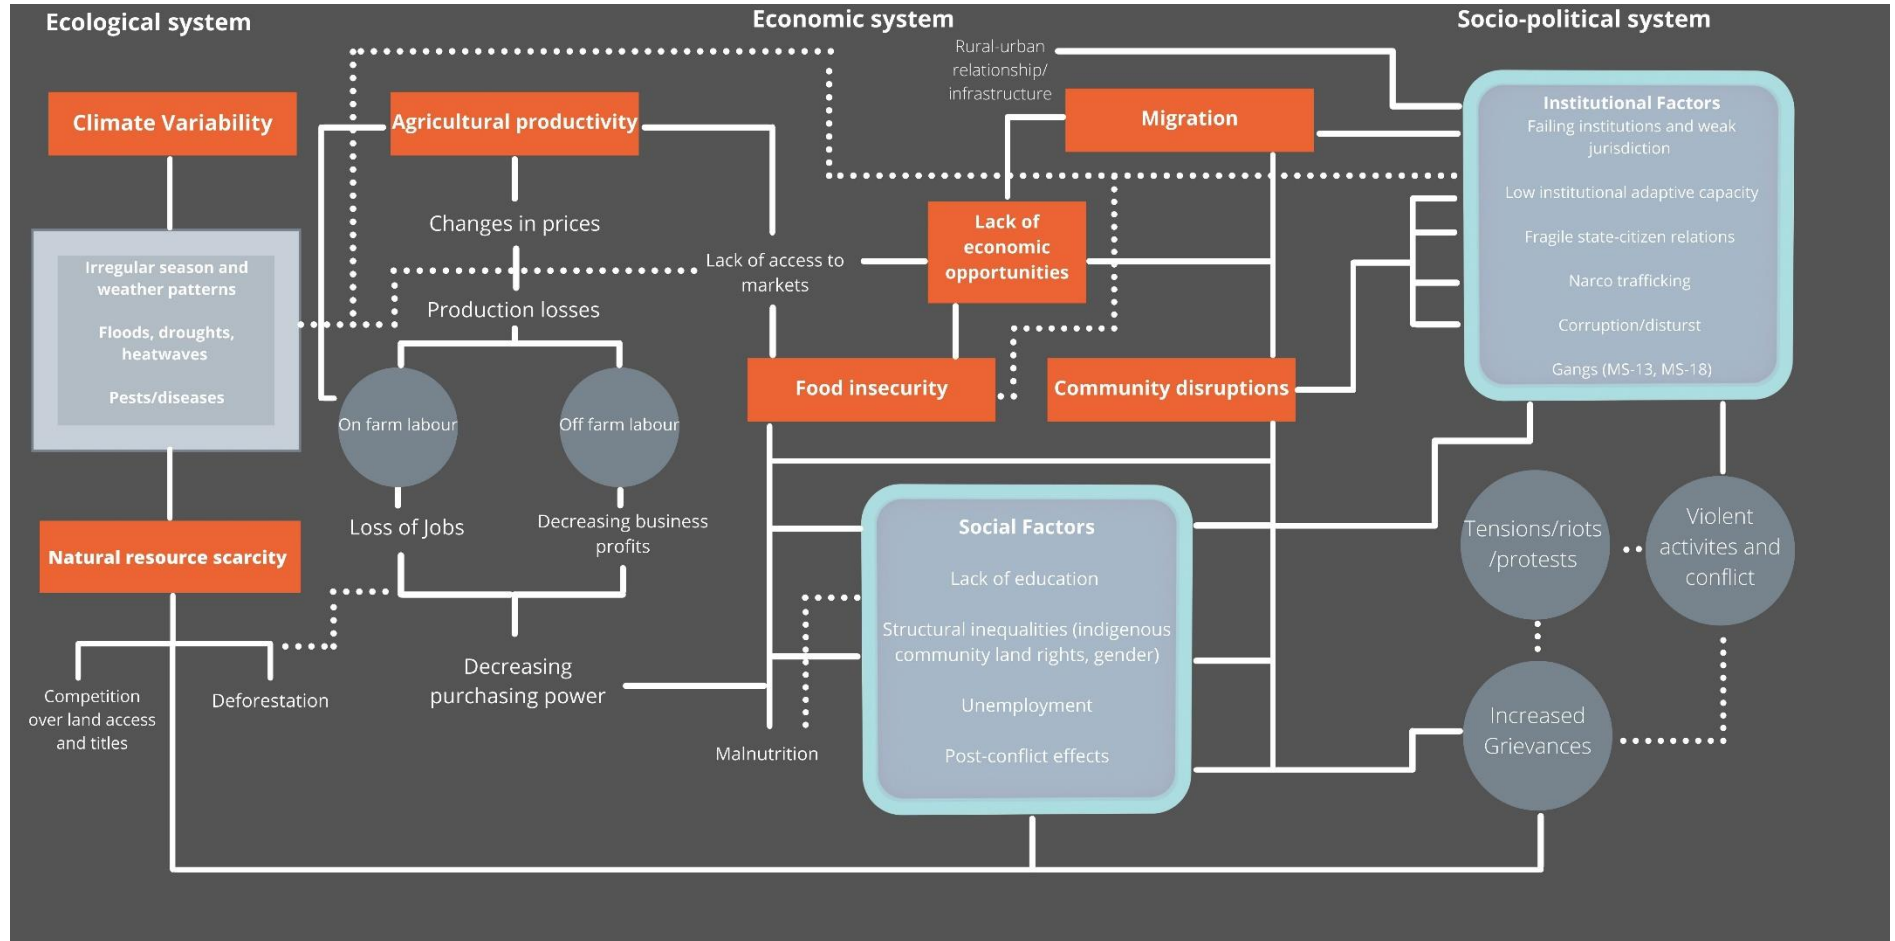 Ecological system
Economic system
Socio-political system
Climate Variability
Irregular season and
weather patterns
Floods, droughts,
heatwaves
Pests/diseases
Natural resource scarcity
Competition
over land access
and titles
Deforestation
Agricultural productivity
Changes in prices
Production losses
On farm labour
Off farm labour
Loss of Jobs
Decreasing business
profits
Decreasing
purchasing power
Lack of access to
markets
Rural-urban
relationship/
infrastructure
Migration
Lack of
economic
opportunities
Food insecurity
Community disruptions
Malnutrition
Social Factors
Lack of education
Structural inequalities (indigenous
community land rights, gender)
Unemployment
Post-conflict effects
Institutional Factors
Failing institutions and weak
jurisdiction
Low institutional adaptive capacity
Fragile state-citizen relations
Narco trafficking
Corruption/disturst
Gangs (MS-13, MS-18)
Tensions/riots
/protests
Violent
activites and
conflict
Increased
Grievances